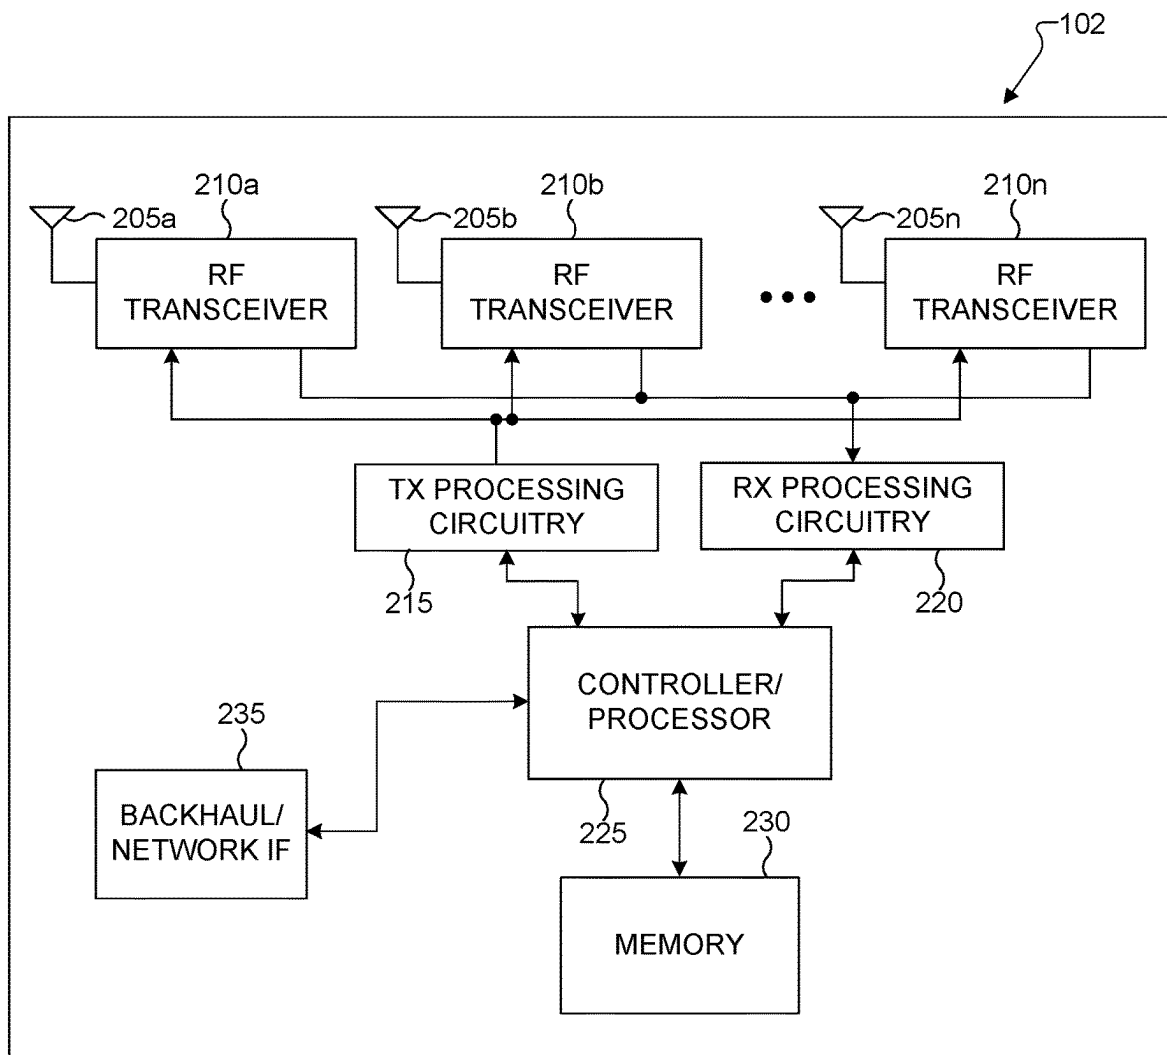 102
210a
210b
210n
205a
205b
205n
RF
TRANSCEIVER
RF
TRANSCEIVER
RF
TRANSCEIVER
TX PROCESSING
CIRCUITRY
RX PROCESSING
CIRCUITRY
215
220
CONTROLLER/
PROCESSOR
235
BACKHAUL/
NETWORK IF
225
230
MEMORY